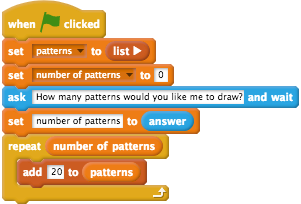 when clicked
set patterns to list
set number of patterns to 0
ask How many patterns would you like me to draw? and wait
set number of patterns to answer
repeat number of patterns
add 20 to patterns